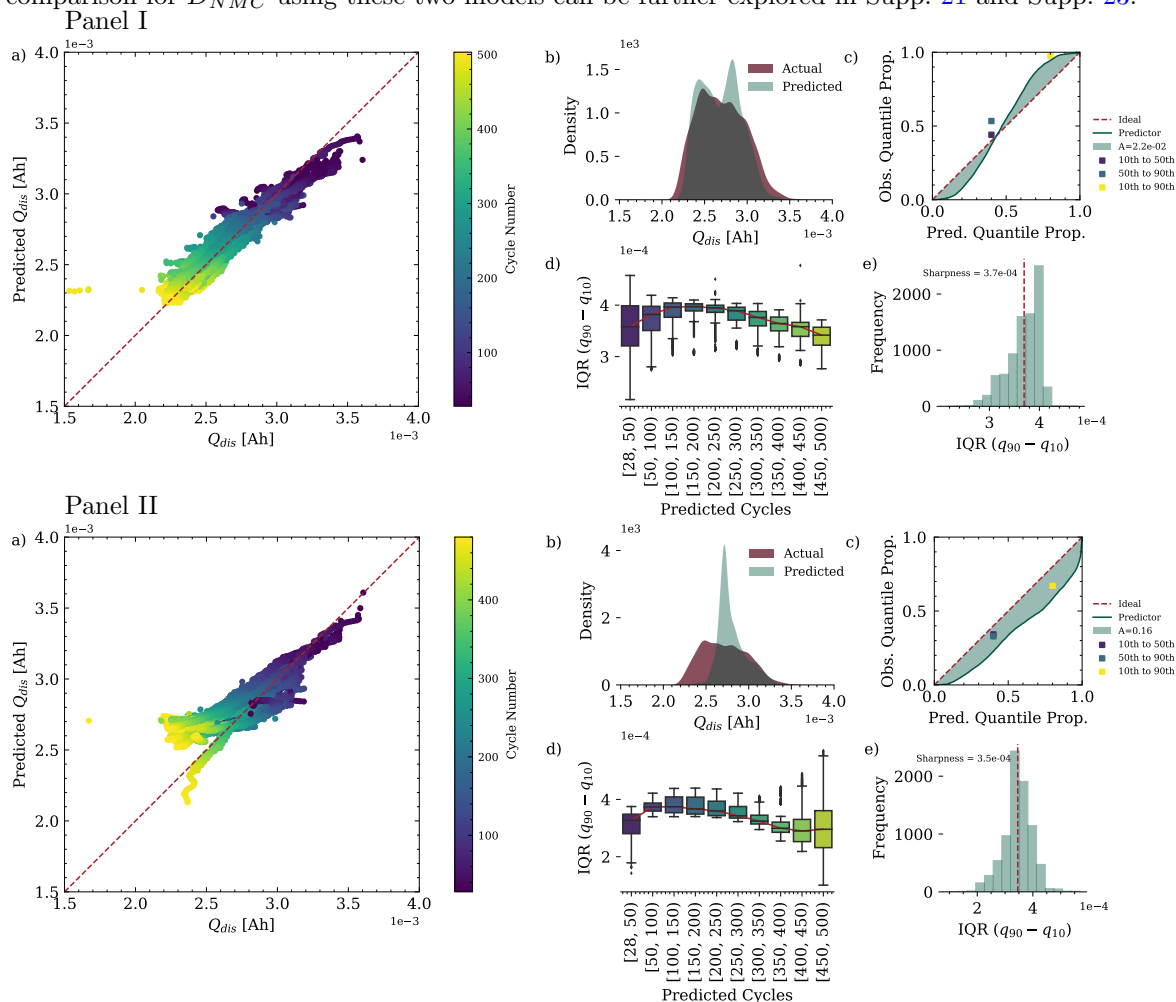 comparison for D_NMC using these two models can be further explored in Supp. 21 and Supp. 23.
Panel I
a)
1e−3
4.0
3.5
3.0
2.5
2.0
1.5
Predicted Q_dis [Ah]
1.5 2.0 2.5 3.0 3.5 4.0
1e−3
Q_dis [Ah]
500
400
300
200
100
Cycle Number
b)
1e3
1.5
1.0
0.5
0.0
Density
Actual
Predicted
1.5 2.0 2.5 3.0 3.5 4.0
Q_dis [Ah]
1e−3
c)
1.0
0.5
0.0
Obs. Quantile Prop.
0.0 0.5 1.0
Pred. Quantile Prop.
Ideal
Predictor
A=2.2e-02
10th to 50th
50th to 90th
10th to 90th
d)
1e−4
4
3
IQR (q90 − q10)
[28, 50)
[50, 100)
[100, 150)
[150, 200)
[200, 250)
[250, 300)
[300, 350)
[350, 400)
[400, 450)
[450, 500)
Predicted Cycles
e)
Sharpness = 3.7e-04
2000
1000
0
Frequency
3 4
1e−4
IQR (q90 − q10)
Panel II
a)
1e−3
4.0
3.5
3.0
2.5
2.0
1.5
Predicted Q_dis [Ah]
1.5 2.0 2.5 3.0 3.5 4.0
1e−3
Q_dis [Ah]
400
300
200
100
Cycle Number
b)
1e3
4
2
0
Density
Actual
Predicted
1.5 2.0 2.5 3.0 3.5 4.0
Q_dis [Ah]
1e−3
c)
1.0
0.5
0.0
Obs. Quantile Prop.
0.0 0.5 1.0
Pred. Quantile Prop.
Ideal
Predictor
A=0.16
10th to 50th
50th to 90th
10th to 90th
d)
1e−4
4
2
IQR (q90 − q10)
[28, 50)
[50, 100)
[100, 150)
[150, 200)
[200, 250)
[250, 300)
[300, 350)
[350, 400)
[400, 450)
[450, 500)
Predicted Cycles
e)
Sharpness = 3.5e-04
2000
1000
0
Frequency
2 4
1e−4
IQR (q90 − q10)